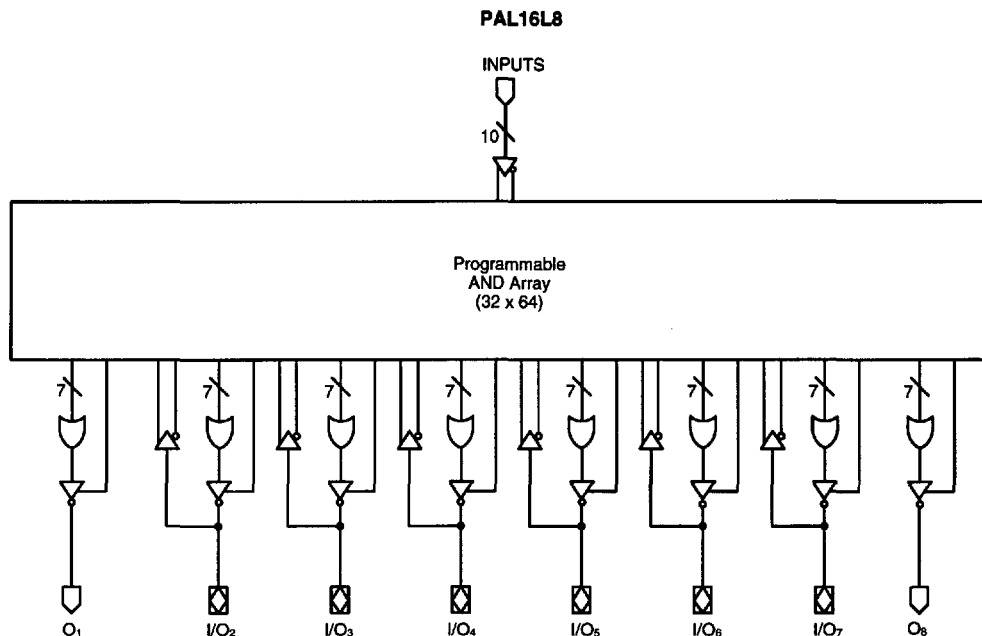 PAL16L8
INPUTS
10
Programmable
AND Array
(32 x 64)
7 7 7 7 7 7 7 7
O1 I/O2 I/O3 I/O4 I/O5 I/O6 I/O7 O8